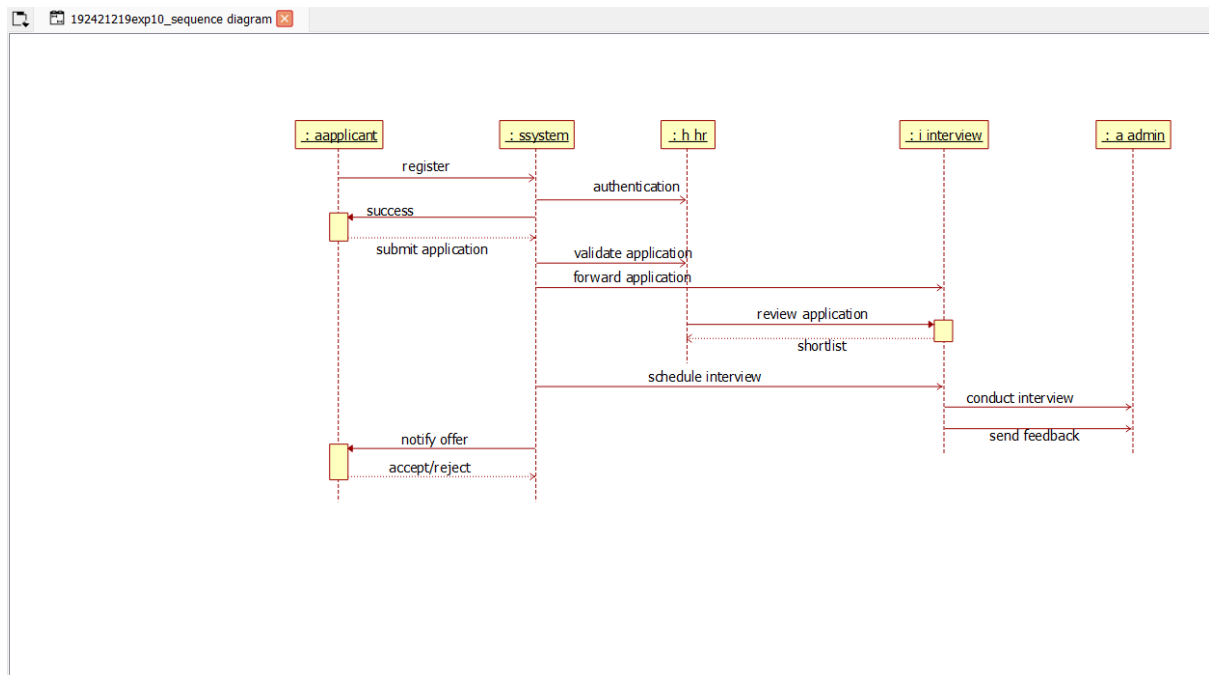 192421219exp10_sequence diagram
: aapplicant
: ssystem
: h hr
: i interview
: a admin
register
authentication
success
submit application
validate application
forward application
review application
shortlist
schedule interview
conduct interview
send feedback
notify offer
accept/reject